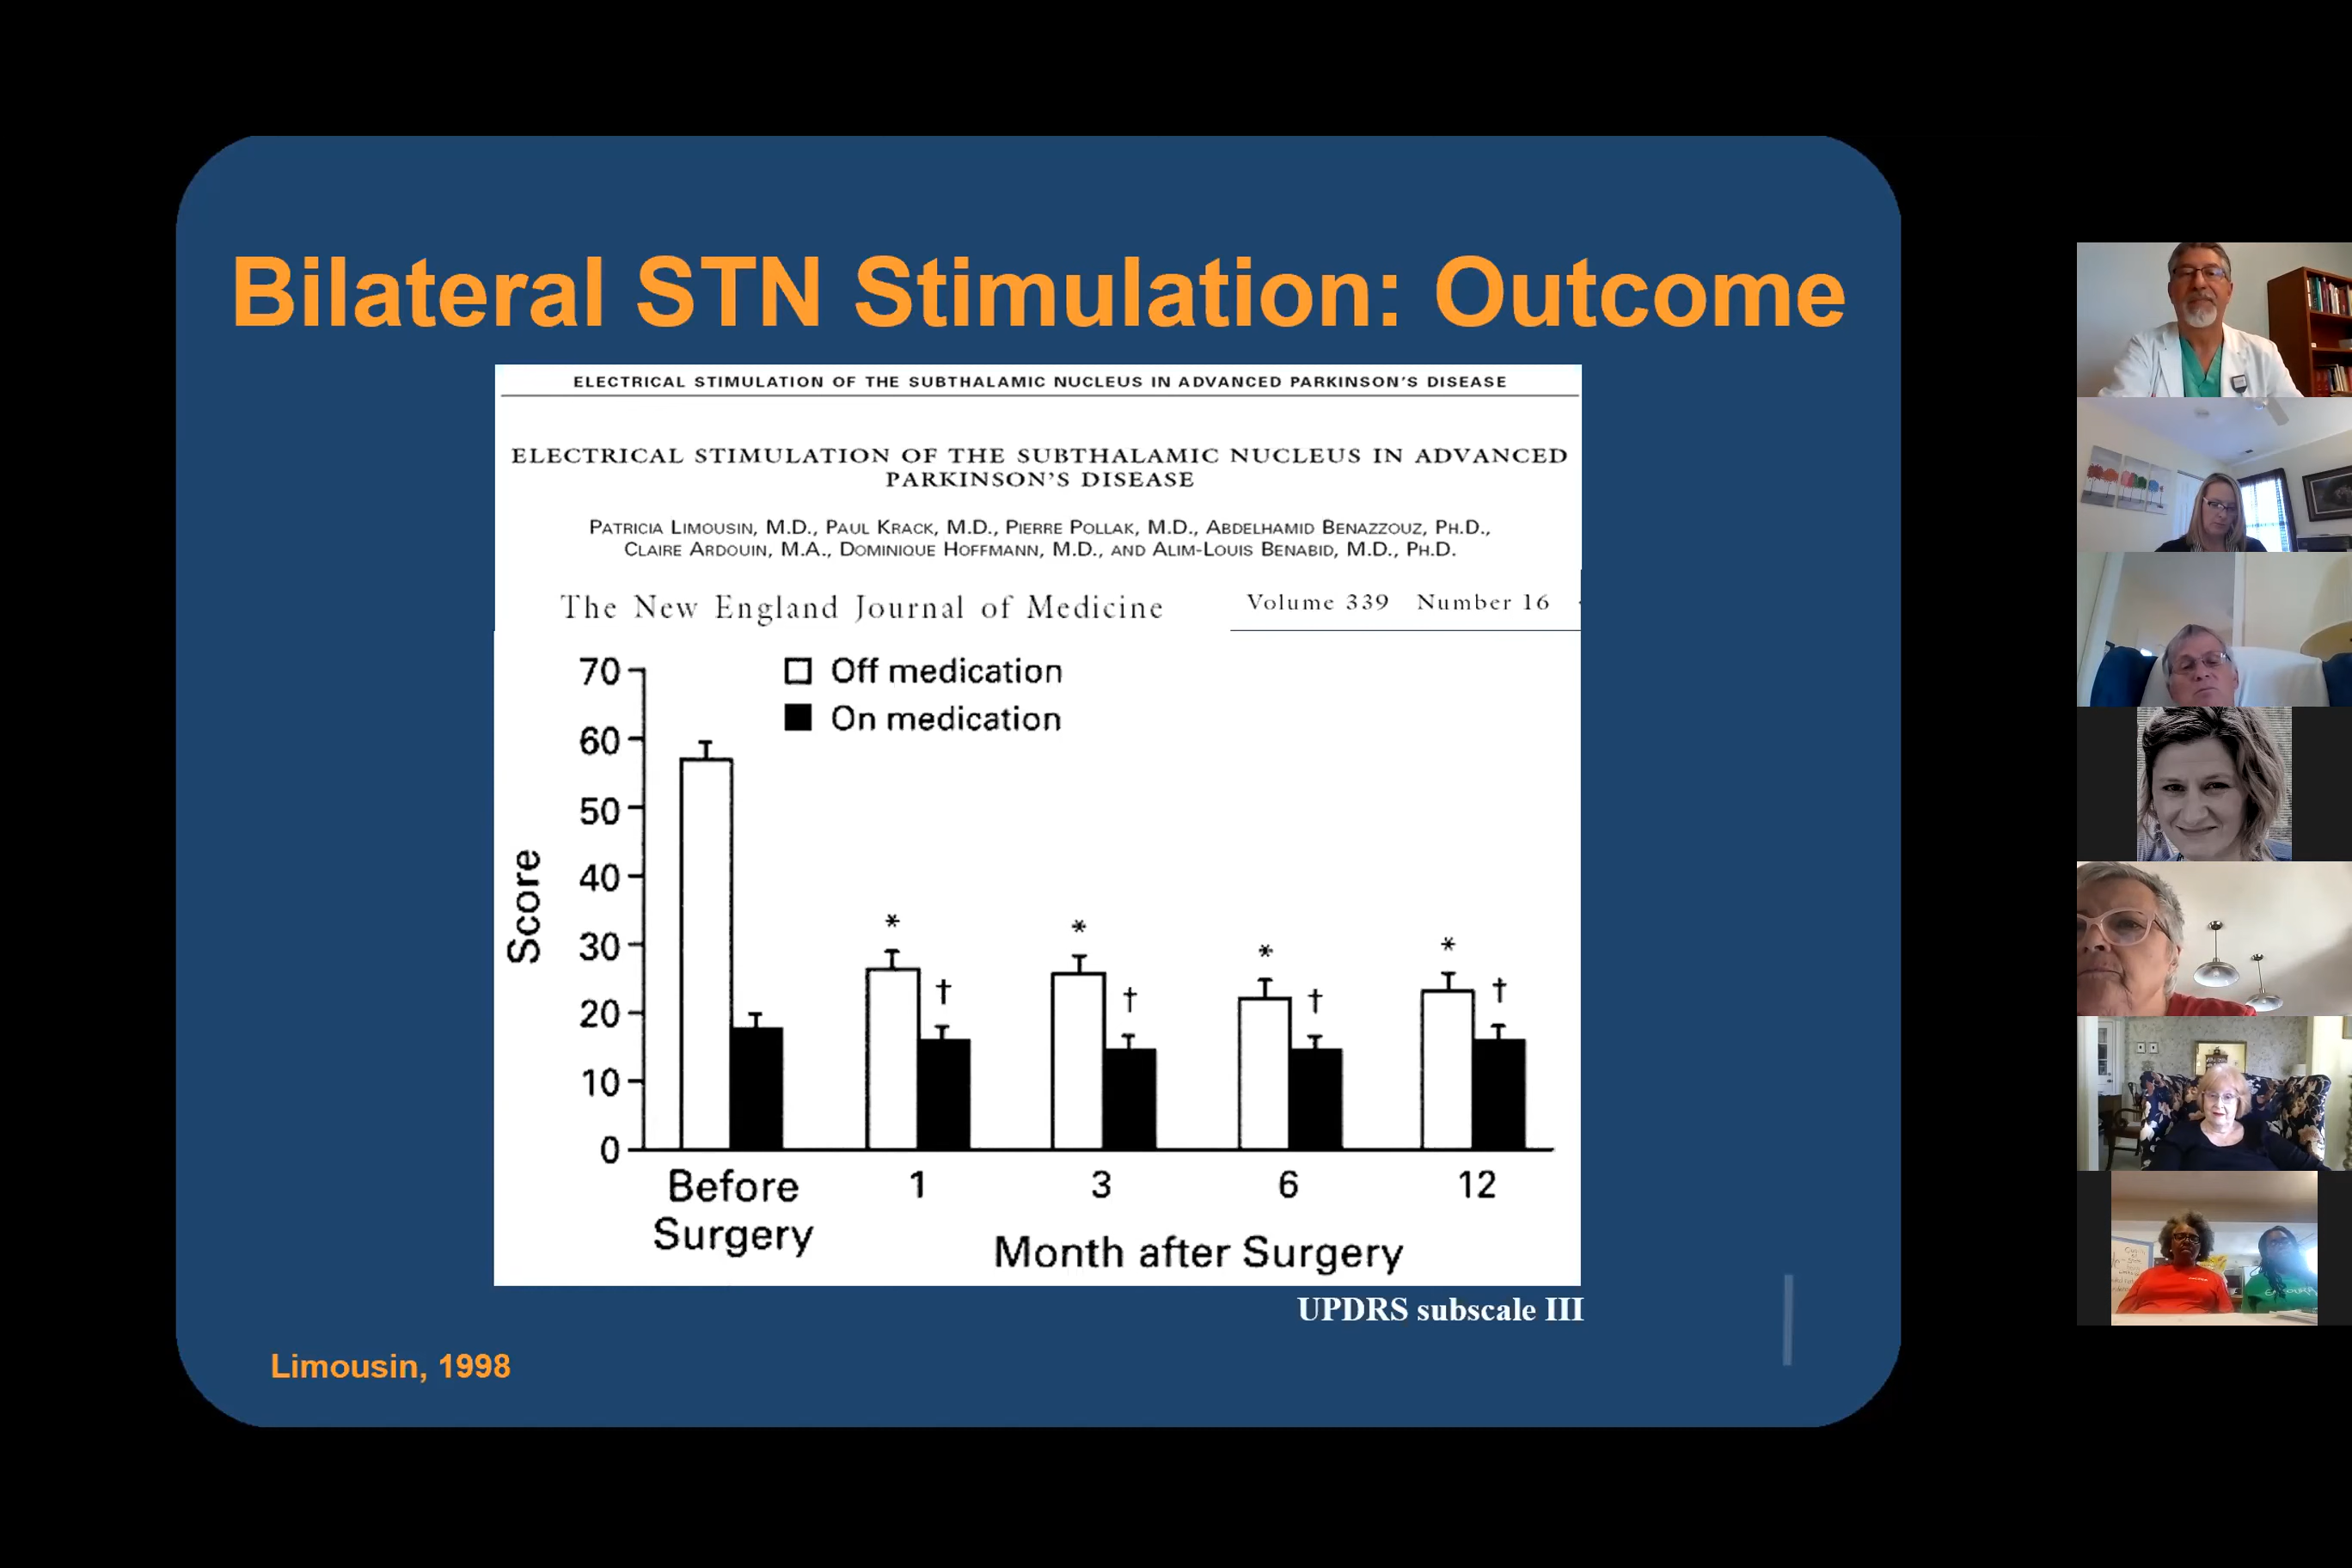 Bilateral STN Stimulation: Outcome
ELECTRICAL STIMULATION OF THE SUBTHALAMIC NUCLEUS IN ADVANCED PARKINSON'S DISEASE
ELECTRICAL STIMULATION OF THE SUBTHALAMIC NUCLEUS IN ADVANCED
PARKINSON'S DISEASE
PATRICIA LIMOUSIN, M.D., PAUL KRACK, M.D., PIERRE POLLAK, M.D., ABDELHAMID BENAZZOUZ, PH.D.,
CLAIRE ARDOUIN, M.A., DOMINIQUE HOFFMANN, M.D., AND ALIM-LOUIS BENABID, M.D., PH.D.
The New England Journal of Medicine
Volume 339 Number 16
Off medication
On medication
Score
70
60
50
40
30
20
10
0
* † * † * † * †
Before
Surgery
1 3 6 12
Month after Surgery
UPDRS subscale III
Limousin, 1998